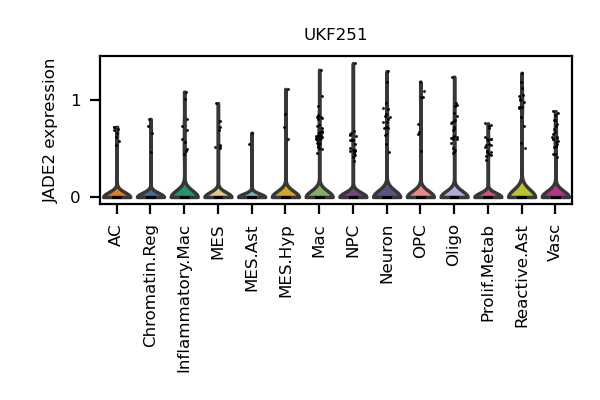 UKF251
JADE2 expression
1
0
AC
Chromatin.Reg
Inflammatory.Mac
MES
MES.Ast
MES.Hyp
Mac
NPC
Neuron
OPC
Oligo
Prolif.Metab
Reactive.Ast
Vasc